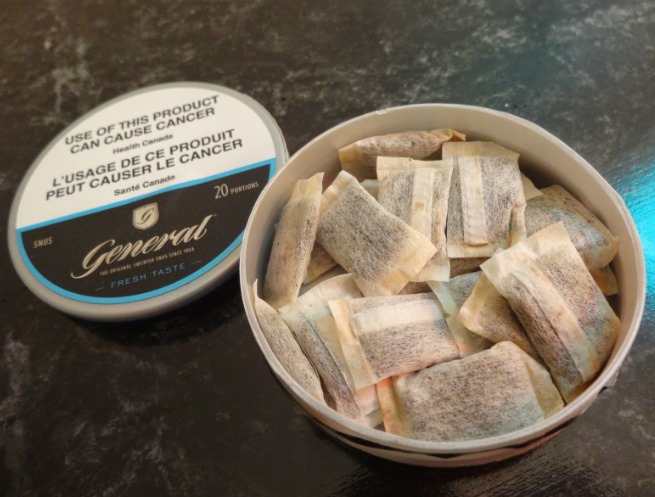 USE OF THIS PRODUCT
CAN CAUSE CANCER
Health Canada
L'USAGE DE CE PRODUIT
PEUT CAUSER LE CANCER
Santé Canada
G
20 PORTIONS
SNUS
General
THE ORIGINAL SWEDISH SNUS SINCE 1866
FRESH TASTE